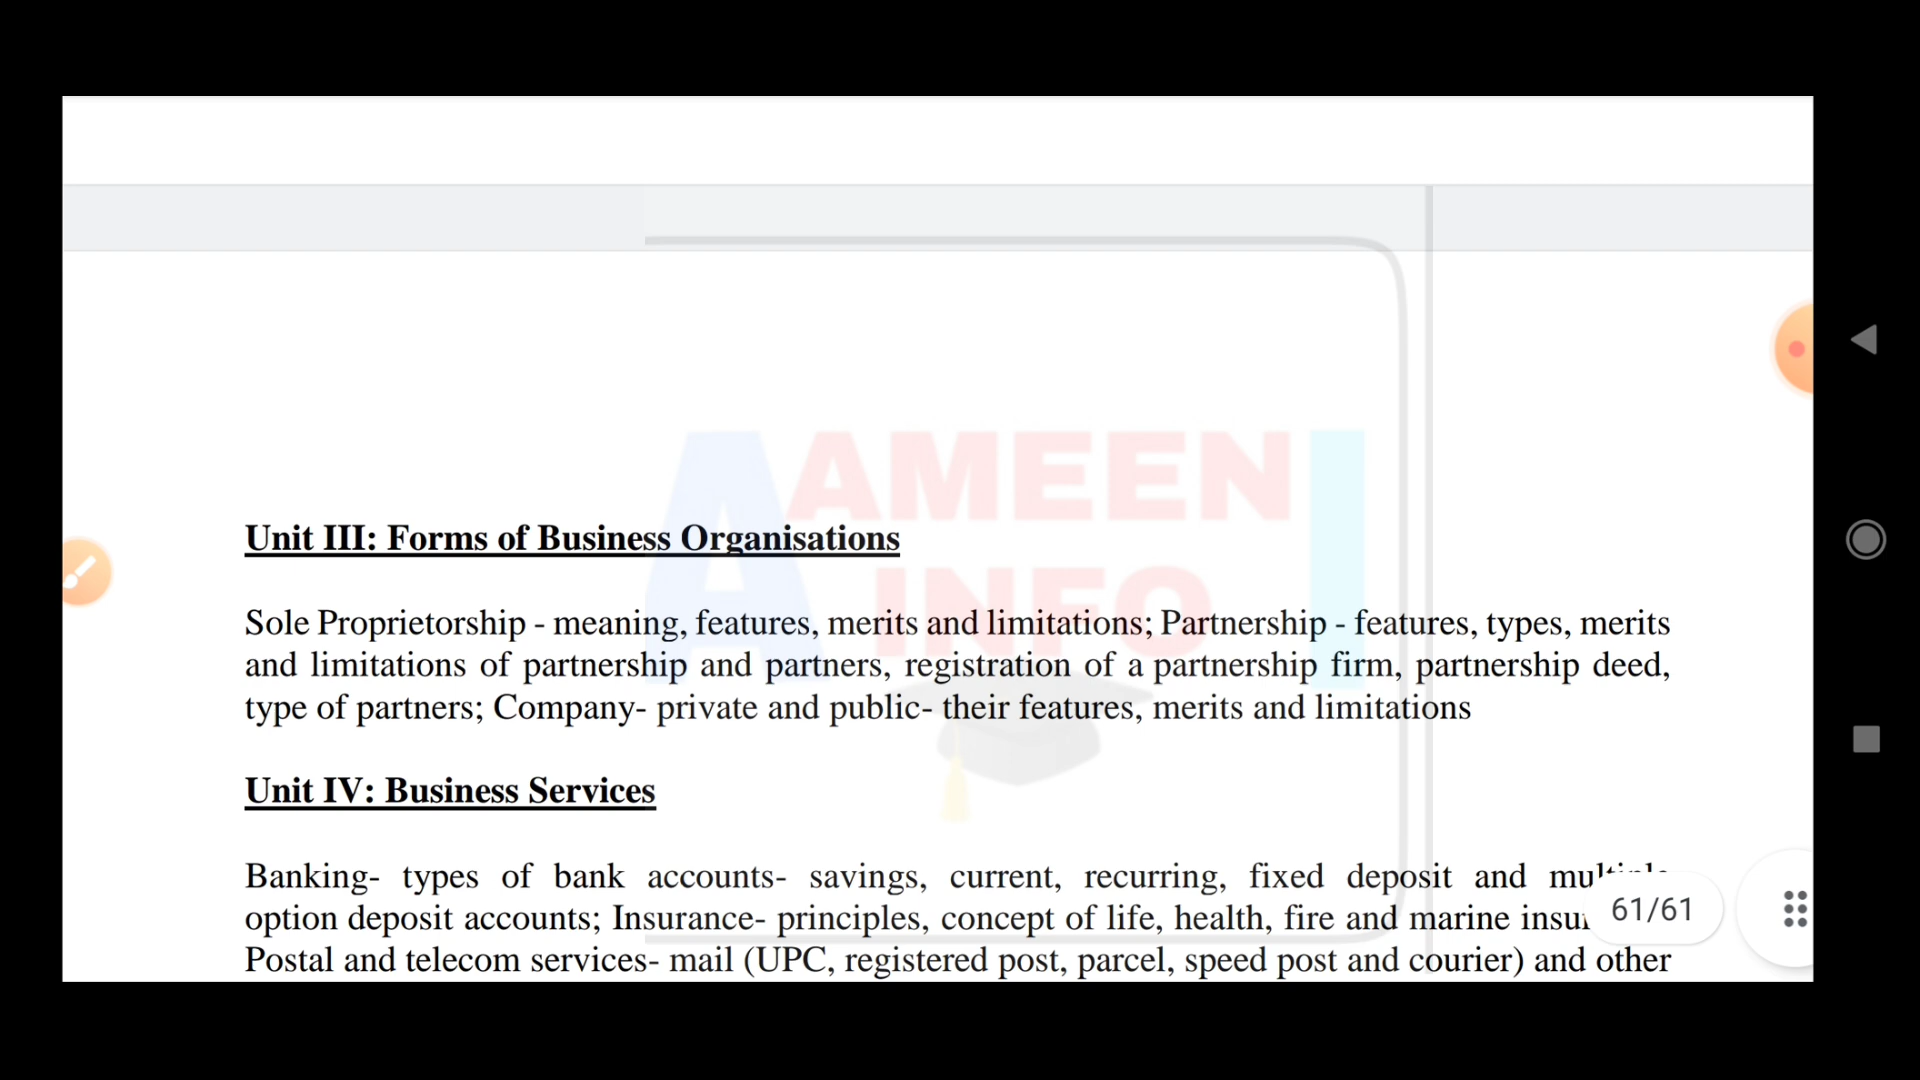 AAMEEN
INFO
Unit III: Forms of Business Organisations
Sole Proprietorship - meaning, features, merits and limitations; Partnership - features, types, merits
and limitations of partnership and partners, registration of a partnership firm, partnership deed,
type of partners; Company- private and public- their features, merits and limitations
Unit IV: Business Services
Banking- types of bank accounts- savings, current, recurring, fixed deposit and multiple
option deposit accounts; Insurance- principles, concept of life, health, fire and marine
61/61
Postal and telecom services- mail (UPC, registered post, parcel, speed post and courier) and other